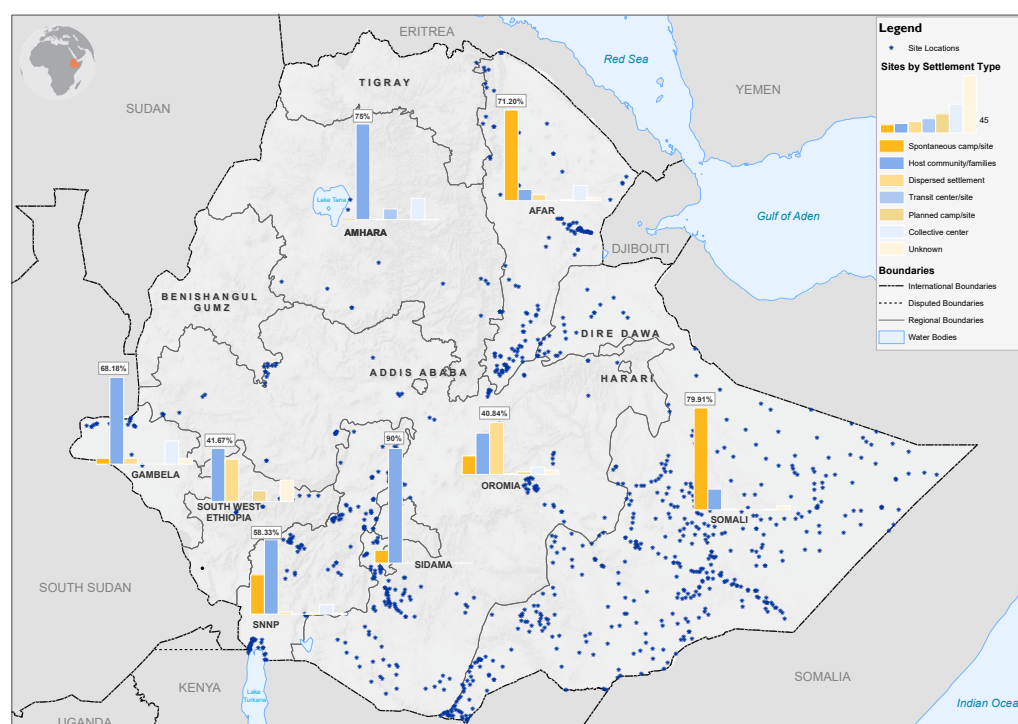 ERITREA
Red Sea
YEMEN
SUDAN
TIGRAY
71.20%
75%
Lake Tana
AMHARA
AFAR
Gulf of Aden
DJIBOUTI
BENISHANGUL
GUMZ
DIRE DAWA
ADDIS ABABA
HARARI
68.18%
GAMBELA
41.67%
SOUTH WEST
ETHIOPIA
90%
40.84%
OROMIA
79.91%
SOMALI
58.33%
SIDAMA
SNNP
SOUTH SUDAN
KENYA
Lake
Turkana
UGANDA
SOMALIA
Indian Ocea
Legend
Site Locations
Sites by Settlement Type
45
Spontaneous camp/site
Host community/families
Dispersed settlement
Transit center/site
Planned camp/site
Collective center
Unknown
Boundaries
International Boundaries
Disputed Boundaries
Regional Boundaries
Water Bodies